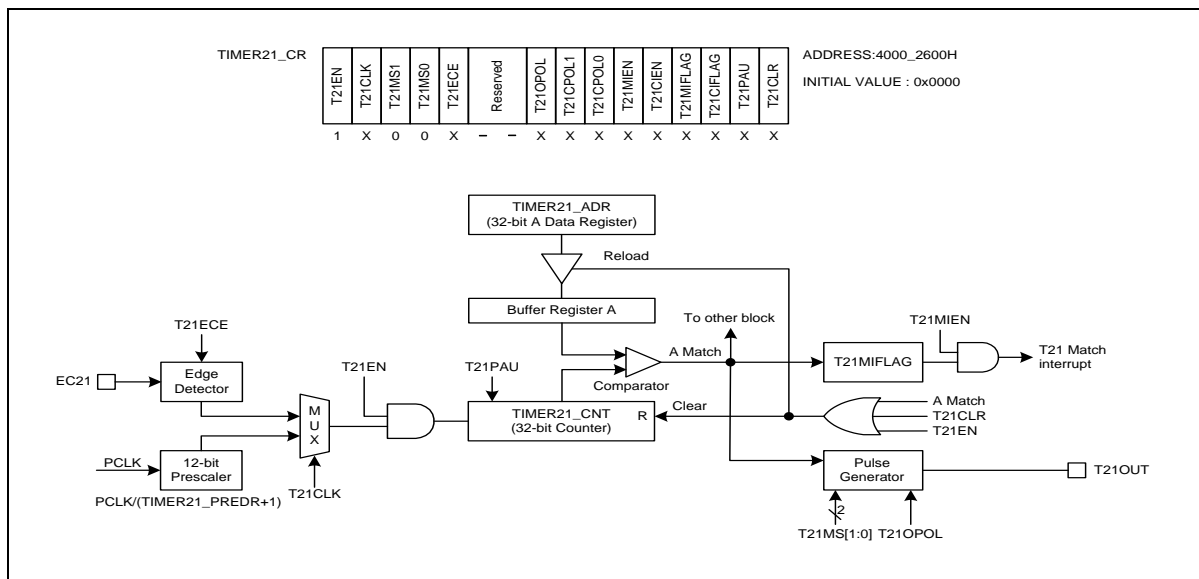 TIMER21_CR
T21EN
T21CLK
T21MS1
T21MS0
T21ECE
Reserved
T21OPOL
T21CPOL1
T21CPOL0
T21MIEN
T21CIEN
T21MIFLAG
T21CIFLAG
T21PAU
T21CLR
ADDRESS:4000_2600H
INITIAL VALUE : 0x0000
1 X 0 0 X – – X X X X X X X X X
TIMER21_ADR
(32-bit A Data Register)
Reload
Buffer Register A
To other block
T21ECE
T21MIEN
A Match
T21MIFLAG
T21 Match
interrupt
EC21
Edge
Detector
T21EN
T21PAU
Comparator
MUX
TIMER21_CNT
(32-bit Counter)
R
Clear
A Match
T21CLR
T21EN
PCLK
12-bit
Prescaler
PCLK/(TIMER21_PREDR+1)
T21CLK
Pulse
Generator
T21OUT
2
T21MS[1:0]
T21OPOL